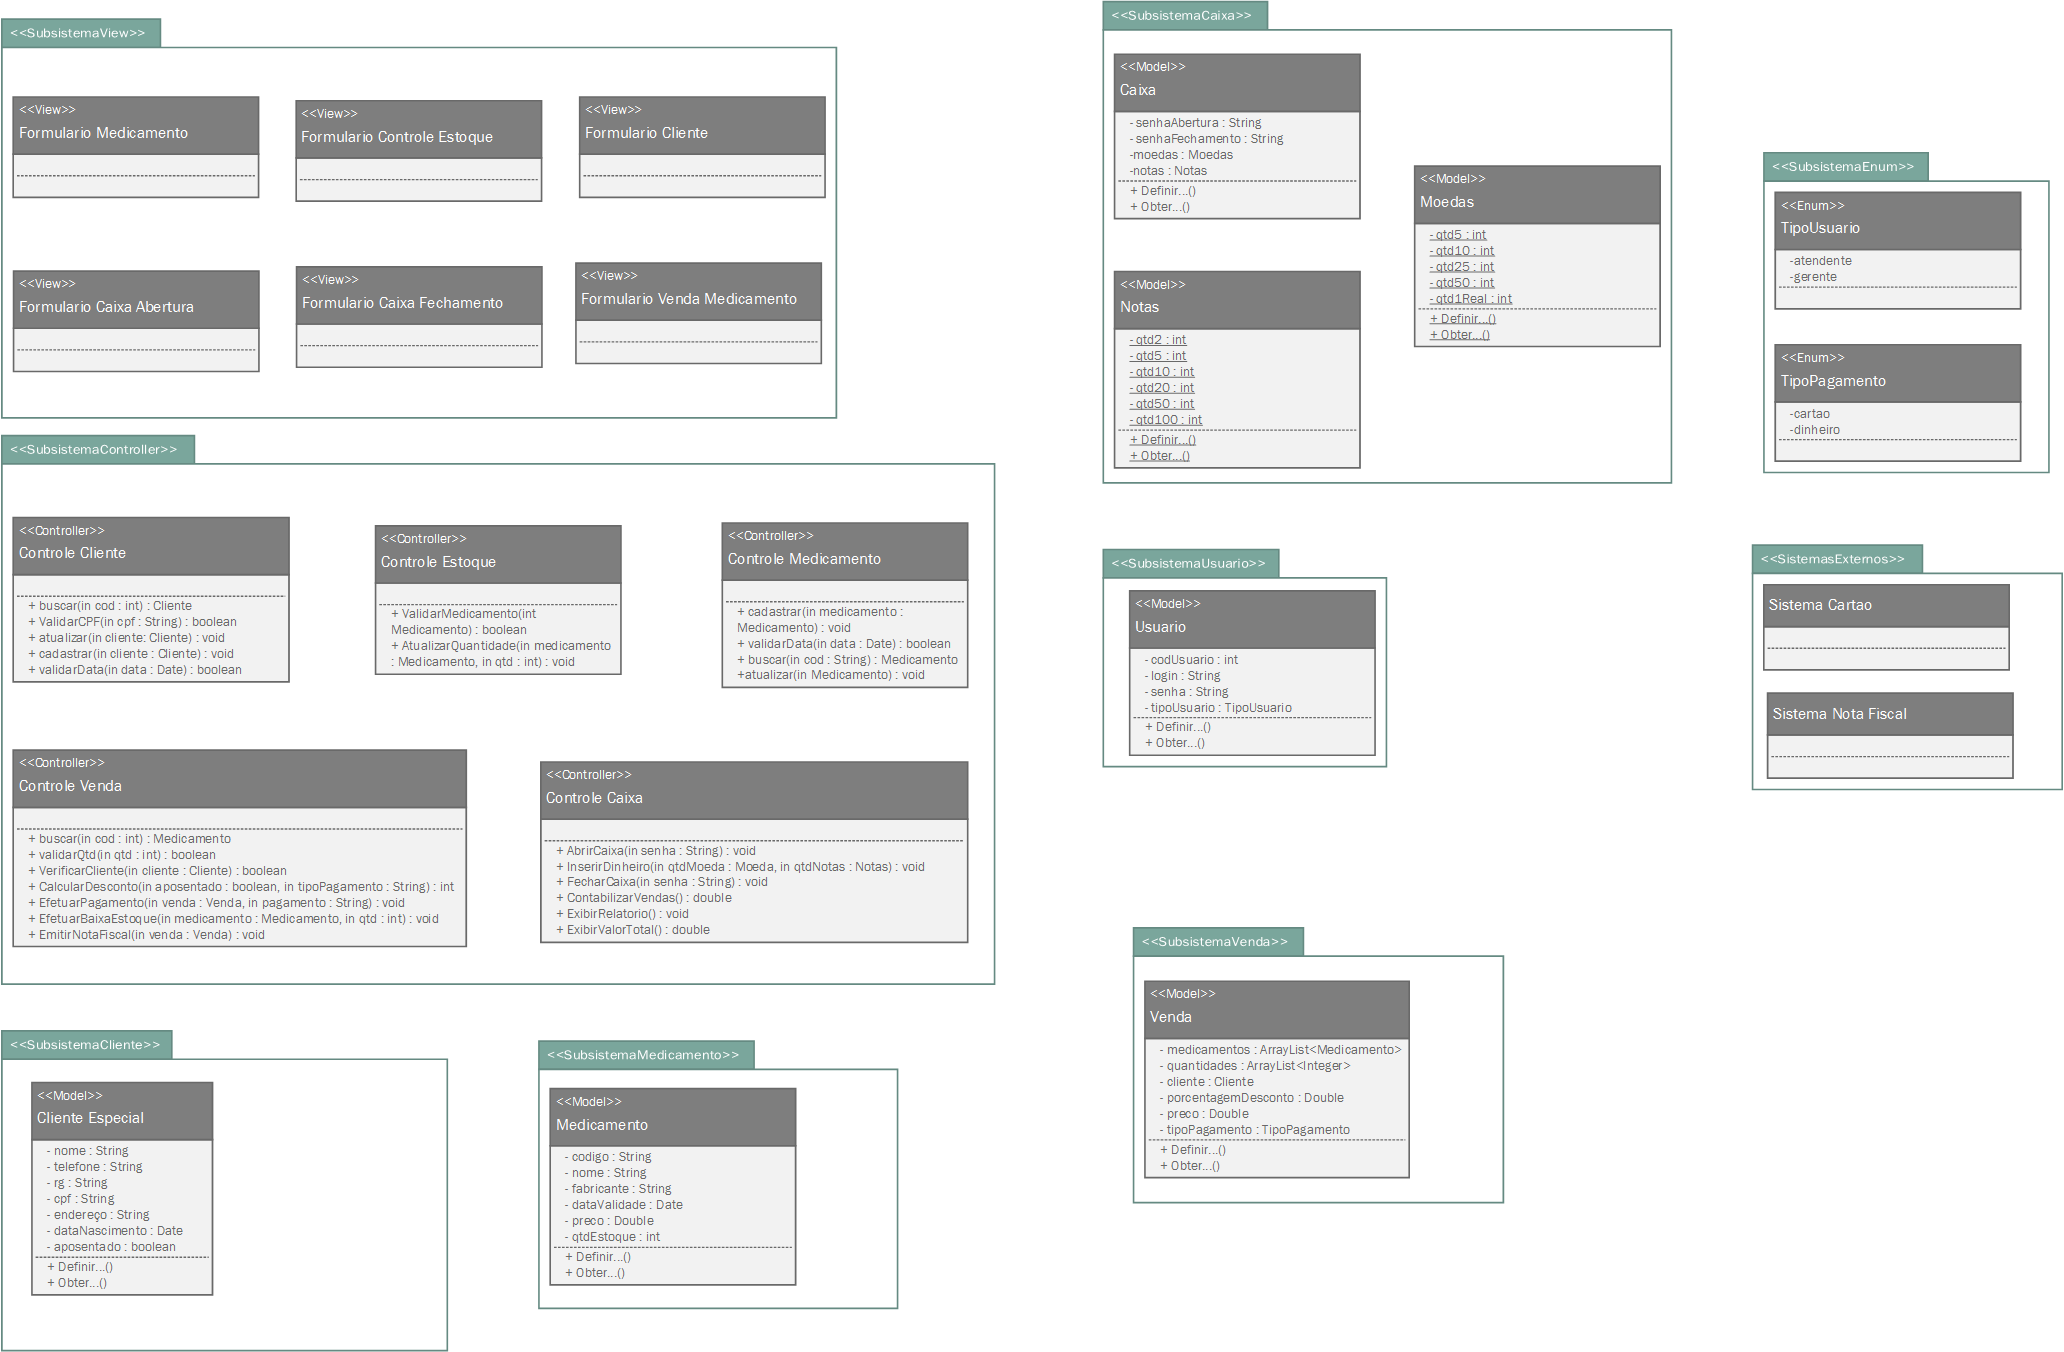 <<SubsistemaView>>
<<View>>
Formulario Medicamento
<<View>>
Formulario Controle Estoque
<<View>>
Formulario Cliente
<<View>>
Formulario Caixa Abertura
<<View>>
Formulario Caixa Fechamento
<<View>>
Formulario Venda Medicamento
<<SubsistemaController>>
<<Controller>>
Controle Cliente
+ buscar(in cod : int) : Cliente
+ ValidarCPF(in cpf : String) : boolean
+ atualizar(in cliente: Cliente) : void
+ cadastrar(in cliente : Cliente) : void
+ validarData(in data : Date) : boolean
<<Controller>>
Controle Estoque
+ ValidarMedicamento(int
Medicamento) : boolean
+ AtualizarQuantidade(in medicamento
: Medicamento, in qtd : int) : void
<<Controller>>
Controle Medicamento
+ cadastrar(in medicamento :
Medicamento) : void
+ validarData(in data : Date) : boolean
+ buscar(in cod : String) : Medicamento
+atualizar(in Medicamento) : void
<<Controller>>
Controle Venda
+ buscar(in cod : int) : Medicamento
+ validarQtd(in qtd : int) : boolean
+ VerificarCliente(in cliente : Cliente) : boolean
+ CalcularDesconto(in aposentado : boolean, in tipoPagamento : String) : int
+ EfetuarPagamento(in venda : Venda, in pagamento : String) : void
+ EfetuarBaixaEstoque(in medicamento : Medicamento, in qtd : int) : void
+ EmitirNotaFiscal(in venda : Venda) : void
<<Controller>>
Controle Caixa
+ AbrirCaixa(in senha : String) : void
+ InserirDinheiro(in qtdMoeda : Moeda, in qtdNotas : Notas) : void
+ FecharCaixa(in senha : String) : void
+ ContabilizarVendas() : double
+ ExibirRelatorio() : void
+ ExibirValorTotal() : double
<<SubsistemaCliente>>
<<Model>>
Cliente Especial
- nome : String
- telefone : String
- rg : String
- cpf : String
- endereço : String
- dataNascimento : Date
- aposentado : boolean
+ Definir...()
+ Obter...()
<<SubsistemaMedicamento>>
<<Model>>
Medicamento
- codigo : String
- nome : String
- fabricante : String
- dataValidade : Date
- preco : Double
- qtdEstoque : int
+ Definir...()
+ Obter...()
<<SubsistemaCaixa>>
<<Model>>
Caixa
- senhaAbertura : String
- senhaFechamento : String
-moedas : Moedas
-notas : Notas
+ Definir...()
+ Obter...()
<<Model>>
Moedas
- qtd5 : int
- qtd10 : int
- qtd25 : int
- qtd50 : int
- qtd1Real : int
+ Definir...()
+ Obter...()
<<Model>>
Notas
- qtd2 : int
- qtd5 : int
- qtd10 : int
- qtd20 : int
- qtd50 : int
- qtd100 : int
+ Definir...()
+ Obter...()
<<SubsistemaEnum>>
<<Enum>>
TipoUsuario
-atendente
-gerente
<<Enum>>
TipoPagamento
-cartao
-dinheiro
<<SubsistemaUsuario>>
<<Model>>
Usuario
- codUsuario : int
- login : String
- senha : String
- tipoUsuario : TipoUsuario
+ Definir...()
+ Obter...()
<<SistemasExternos>>
Sistema Cartao
Sistema Nota Fiscal
<<SubsistemaVenda>>
<<Model>>
Venda
- medicamentos : ArrayList<Medicamento>
- quantidades : ArrayList<Integer>
- cliente : Cliente
- porcentagemDesconto : Double
- preco : Double
- tipoPagamento : TipoPagamento
+ Definir...()
+ Obter...()